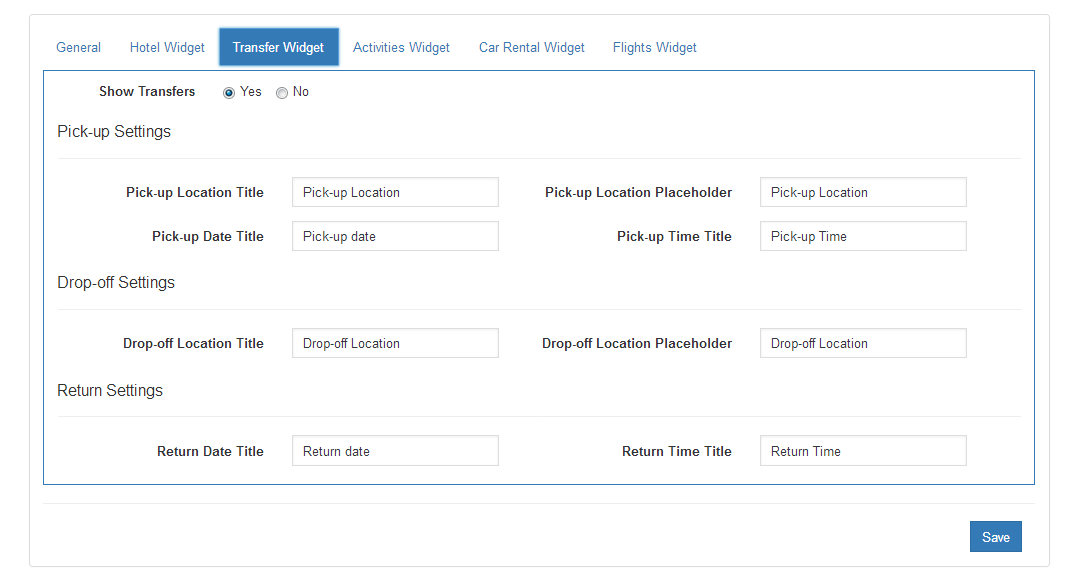 General Hotel Widget Transfer Widget Activities Widget Car Rental Widget Flights Widget
Show Transfers Yes No
Pick-up Settings
Pick-up Location Title Pick-up Location Pick-up Location Placeholder Pick-up Location
Pick-up Date Title Pick-up date Pick-up Time Title Pick-up Time
Drop-off Settings
Drop-off Location Title Drop-off Location Drop-off Location Placeholder Drop-off Location
Return Settings
Return Date Title Return date Return Time Title Return Time
Save